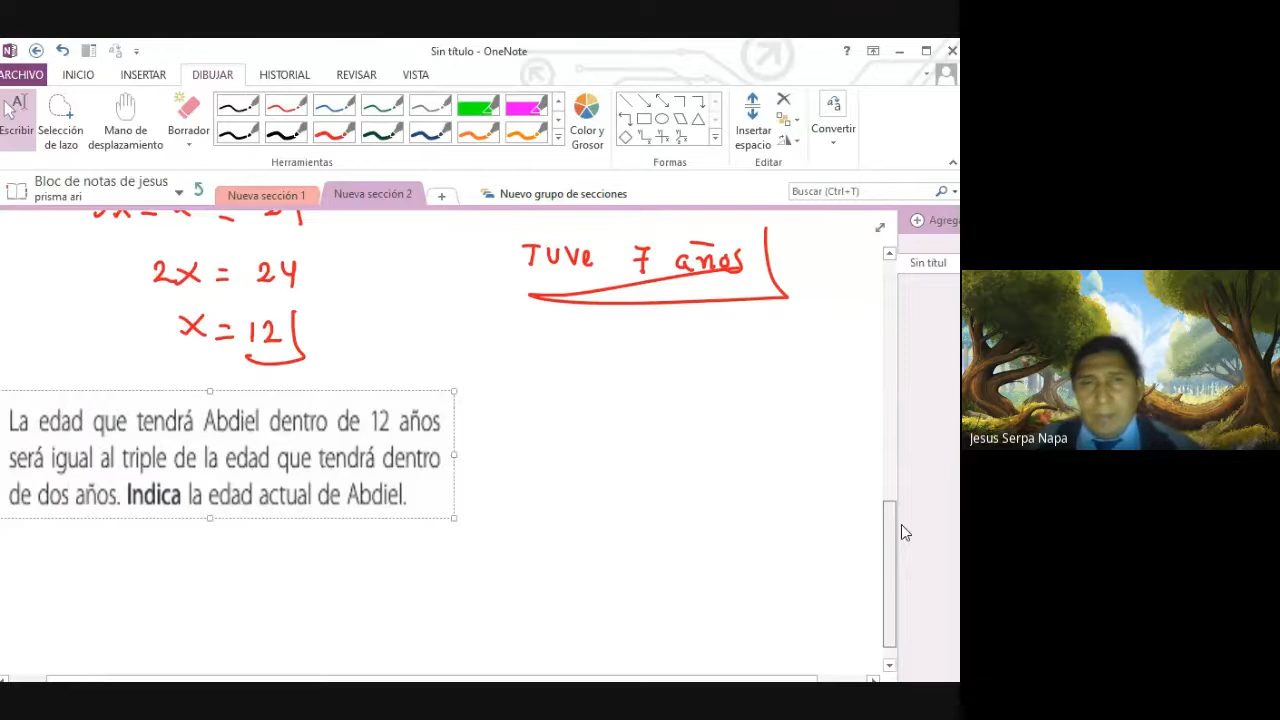 Sin título - OneNote
ARCHIVO INICIO INSERTAR DIBUJAR HISTORIAL REVISAR VISTA
Escribir
Selección de lazo
Mano de desplazamiento
Borrador
Color y Grosor
Insertar espacio
Convertir
Herramientas
Formas
Editar
Bloc de notas de jesus
prisma ari
Nueva sección 1
Nueva sección 2
Nuevo grupo de secciones
Buscar (Ctrl+T)
Agrega
Sin títul
2x = 24
x = 12
TUVe 7 años
La edad que tendrá Abdiel dentro de 12 años
será igual al triple de la edad que tendrá dentro
de dos años. Indica la edad actual de Abdiel.
Jesus Serpa Napa